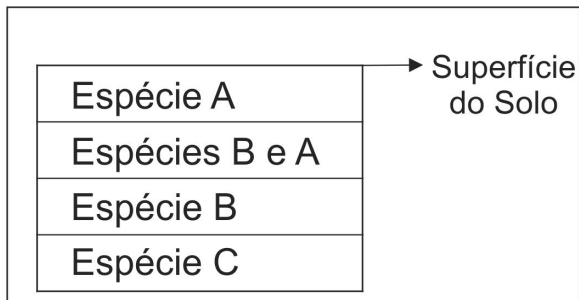 Espécie A
Superfície
do Solo
Espécies B e A
Espécie B
Espécie C